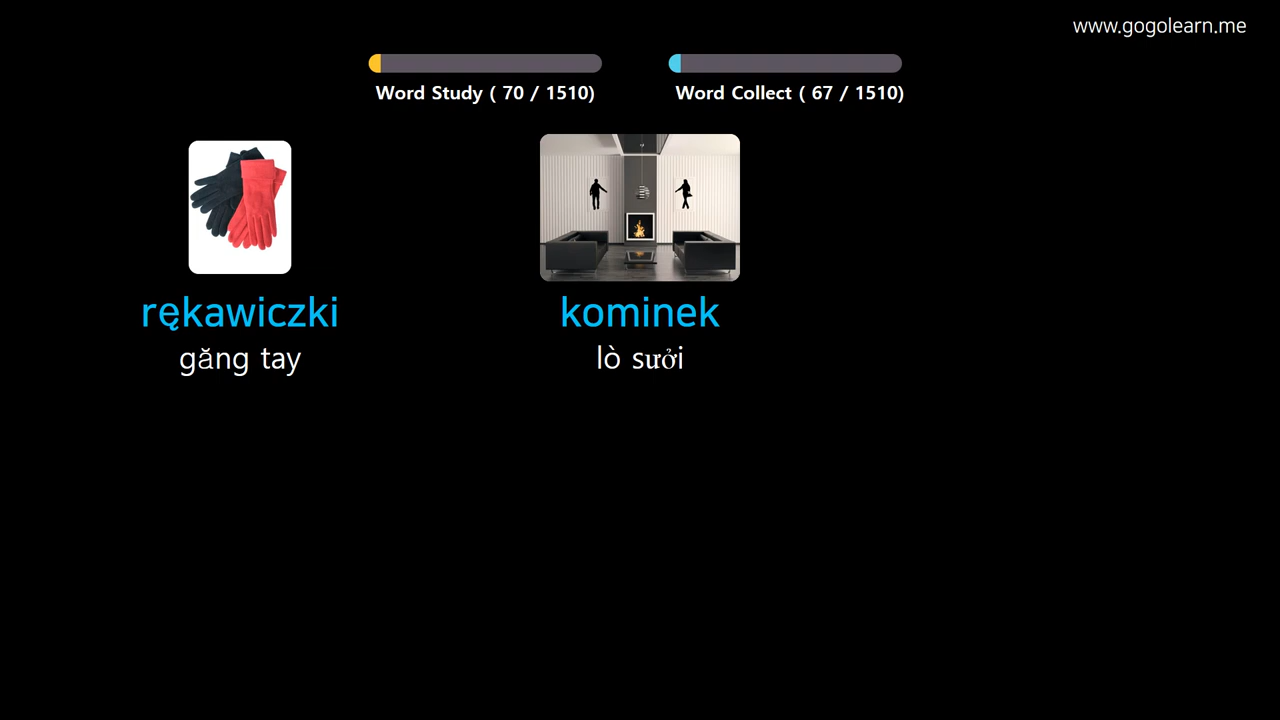 www.gogolearn.me
Word Study ( 70 / 1510)
Word Collect ( 67 / 1510)
rękawiczki
găng tay
kominek
lò sưởi